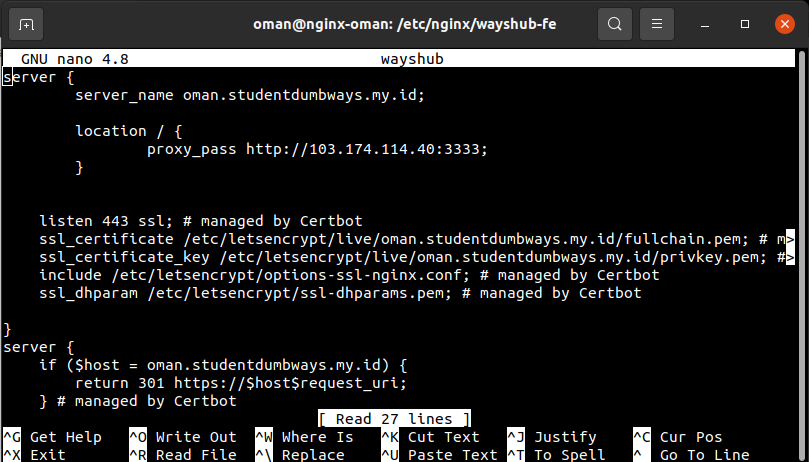 oman@nginx-oman: /etc/nginx/wayshub-fe
GNU nano 4.8 wayshub
server {
        server_name oman.studentdumbways.my.id;

        location / {
                proxy_pass http://103.174.114.40:3333;
        }


    listen 443 ssl; # managed by Certbot
    ssl_certificate /etc/letsencrypt/live/oman.studentdumbways.my.id/fullchain.pem; # m>
    ssl_certificate_key /etc/letsencrypt/live/oman.studentdumbways.my.id/privkey.pem; #>
    include /etc/letsencrypt/options-ssl-nginx.conf; # managed by Certbot
    ssl_dhparam /etc/letsencrypt/ssl-dhparams.pem; # managed by Certbot

}
server {
    if ($host = oman.studentdumbways.my.id) {
        return 301 https://$host$request_uri;
    } # managed by Certbot
[ Read 27 lines ]
^G Get Help ^O Write Out ^W Where Is ^K Cut Text ^J Justify ^C Cur Pos
^X Exit ^R Read File ^\ Replace ^U Paste Text ^T To Spell ^_ Go To Line